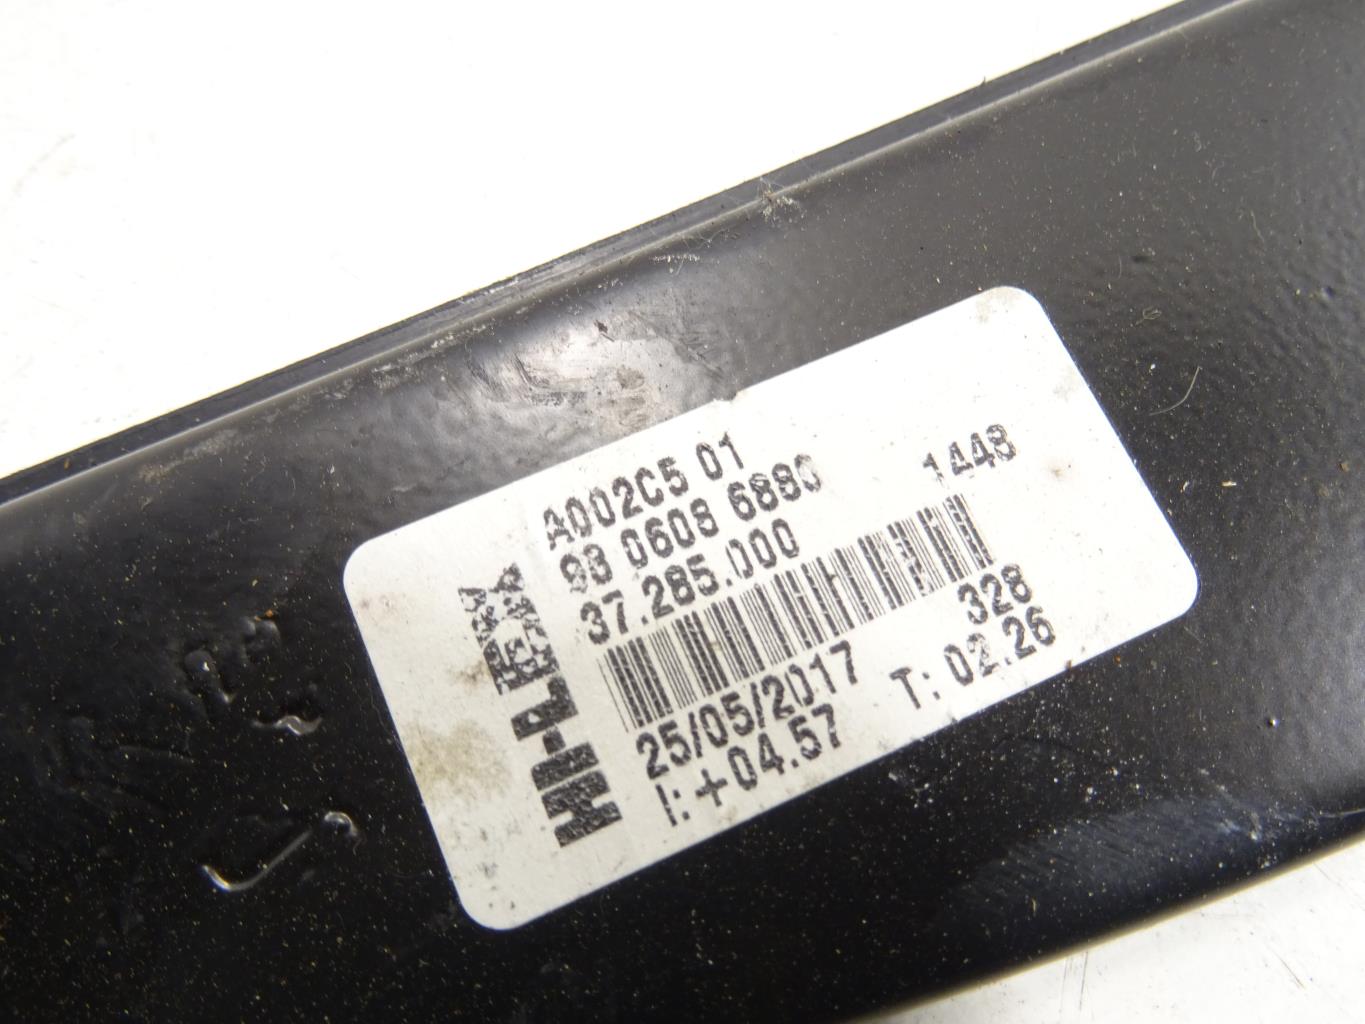 A002C5 01
98 0608 6880 1448
37.285.000
328
25/05/2017 T: 02.26
I: +04.57